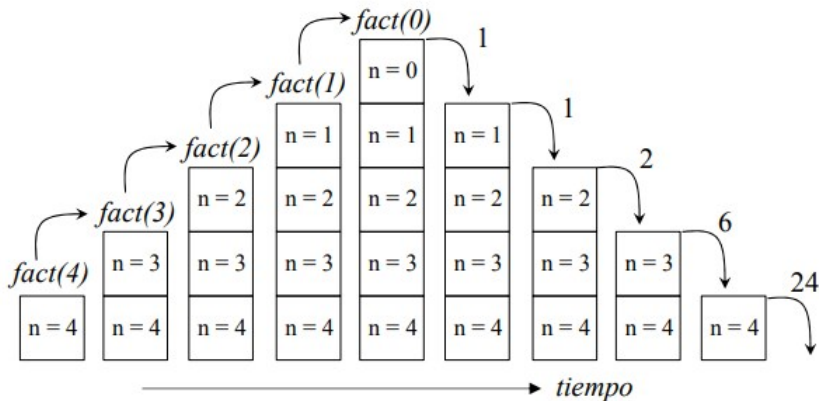 fact(0) 1
n = 0
fact(1) 1
n = 1 n = 1 n = 1
fact(2) 2
n = 2 n = 2 n = 2 n = 2 n = 2
fact(3) 6
n = 3 n = 3 n = 3 n = 3 n = 3 n = 3 n = 3
fact(4) 24
n = 4 n = 4 n = 4 n = 4 n = 4 n = 4 n = 4 n = 4 n = 4
tiempo